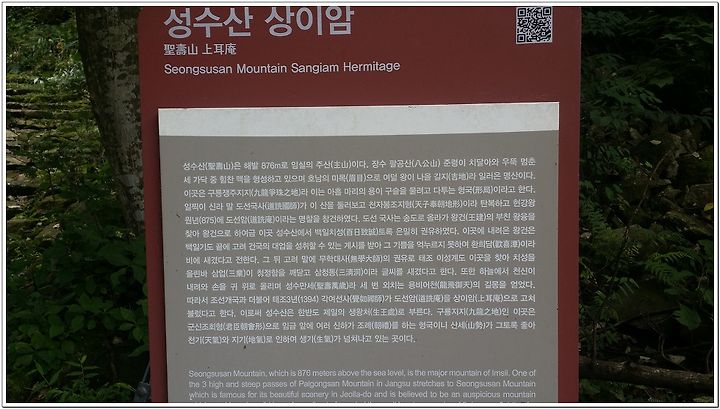 성수산 상이암
聖壽山 上耳庵
Seongsusan Mountain Sangiam Hermitage
성수산(聖壽山)은 해발 876m로 임실의 주산(主山)이다. 장수 팔공산(八公山) 준령이 치달아와 우뚝 멈춘
세 가닥 중 힘찬 맥을 형성하고 있으며 호남의 미목(眉目)으로 여덟 왕이 나올 길지(吉地)라 일러온 명산이다.
이곳은 구룡쟁주지지(九龍爭珠之地)라 이는 아홉 마리의 용이 구슬을 물려고 다투는 형국(形局)이라고 한다.
일찍이 신라 말 도선국사(道詵國師)가 이 산을 둘러보고 천자봉조지형(天子奉朝地形)이라 탄복하고 헌강왕
원년(875)에 도선암(道詵庵)이라는 명찰을 창건하였다. 도선 국사는 송도로 올라가 왕건(王建)의 부친 왕융을
찾아 왕건으로 하여금 이곳 성수산에서 백일치성(百日致誠)토록 은밀히 권유하였다. 이곳에 내려온 왕건은
백일기도 끝에 고려 건국의 대업을 성취할 수 있는 계시를 받아 그 기쁨을 억누르지 못하여 환희담(歡喜潭)이라
비에 새겼다고 전한다. 그 뒤 고려 말에 무학대사(無學大師)의 권유로 태조 이성계도 이곳을 찾아 치성을
올린바 삼업(三業)이 청정함을 깨닫고 삼청동(三淸洞)이라 글씨를 새겼다고 한다. 또한 하늘에서 천신이
내려와 손을 귀 위로 올리며 성수만세(聖壽萬歲)라 세 번 외치는 용비어천(龍飛御天)의 길몽을 얻었다.
따라서 조선개국과 더불어 태조3년(1394) 각여선사(覺如禪師)가 도선암(道詵庵)을 상이암(上耳庵)으로 고쳐
불렀다고 한다. 이로써 성수산은 한반도 제일의 생왕처(生王處)로 부른다. 구룡지지(九龍之地)인 이곳은
군신조회형(君臣朝會形)으로 임금 앞에 여러 신하가 조례(朝禮)를 하는 형국이니 산세(山勢)가 그토록 좋아
천기(天氣)와 지기(地氣)로 인하여 생기(生氣)가 넘쳐나고 있는 곳이다.
Seongsusan Mountain, which is 876 meters above the sea level, is the major mountain of Imsil. One of
the 3 high and steep passes of Palgongsan Mountain in Jangsu stretches to Seongsusan Mountain
which is famous for its beautiful scenery in Jeolla-do and is believed to be an auspicious mountain